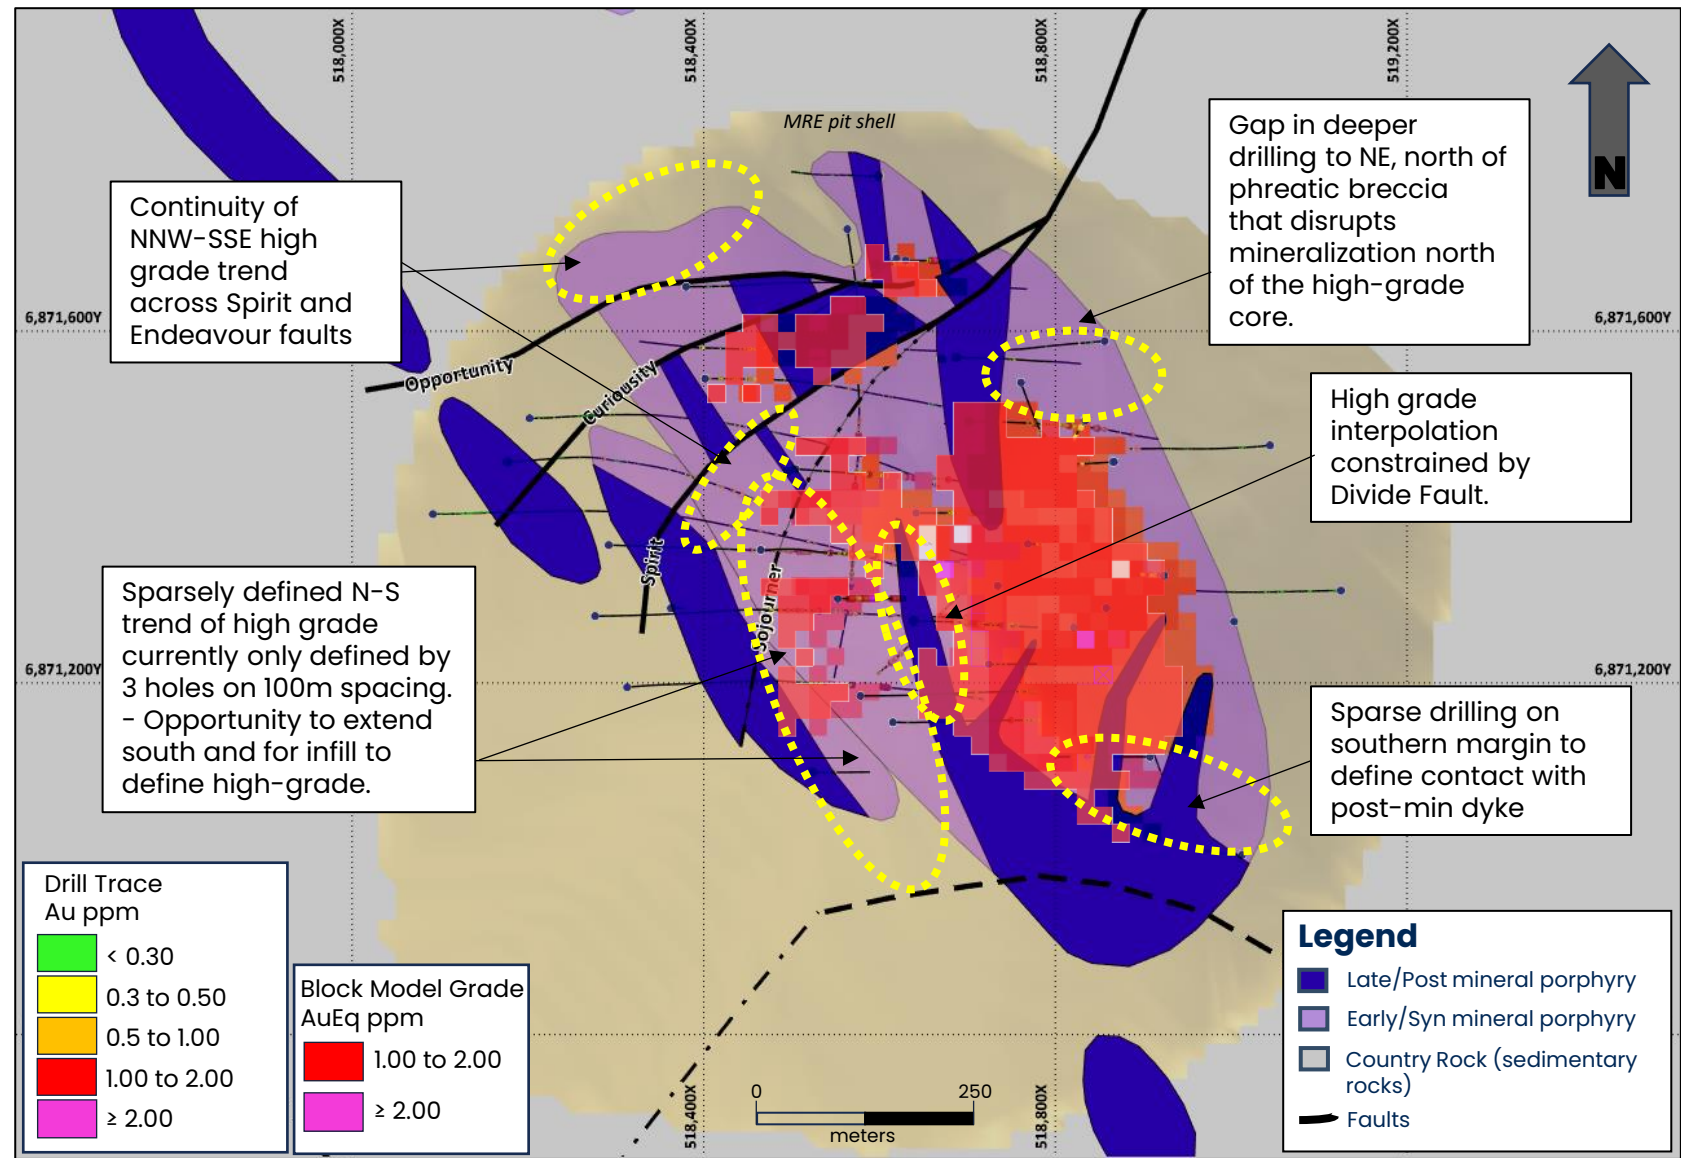 518,000X
518,400X
518,800X
519,200X
MRE pit shell
N
Gap in deeper
drilling to NE, north of
phreatic breccia
that disrupts
mineralization north
of the high-grade
core.
Continuity of
NNW-SSE high
grade trend
across Spirit and
Endeavour faults
6,871,600Y
6,871,600Y
Opportunity
Curiousity
Spirit
Sojourner
High grade
interpolation
constrained by
Divide Fault.
Sparsely defined N-S
trend of high grade
currently only defined by
3 holes on 100m spacing.
- Opportunity to extend
south and for infill to
define high-grade.
6,871,200Y
6,871,200Y
Sparse drilling on
southern margin to
define contact with
post-min dyke
Drill Trace
Au ppm
< 0.30
0.3 to 0.50
0.5 to 1.00
1.00 to 2.00
≥ 2.00
Block Model Grade
AuEq ppm
1.00 to 2.00
≥ 2.00
518,400X
518,800X
0 250
meters
Legend
Late/Post mineral porphyry
Early/Syn mineral porphyry
Country Rock (sedimentary
rocks)
Faults